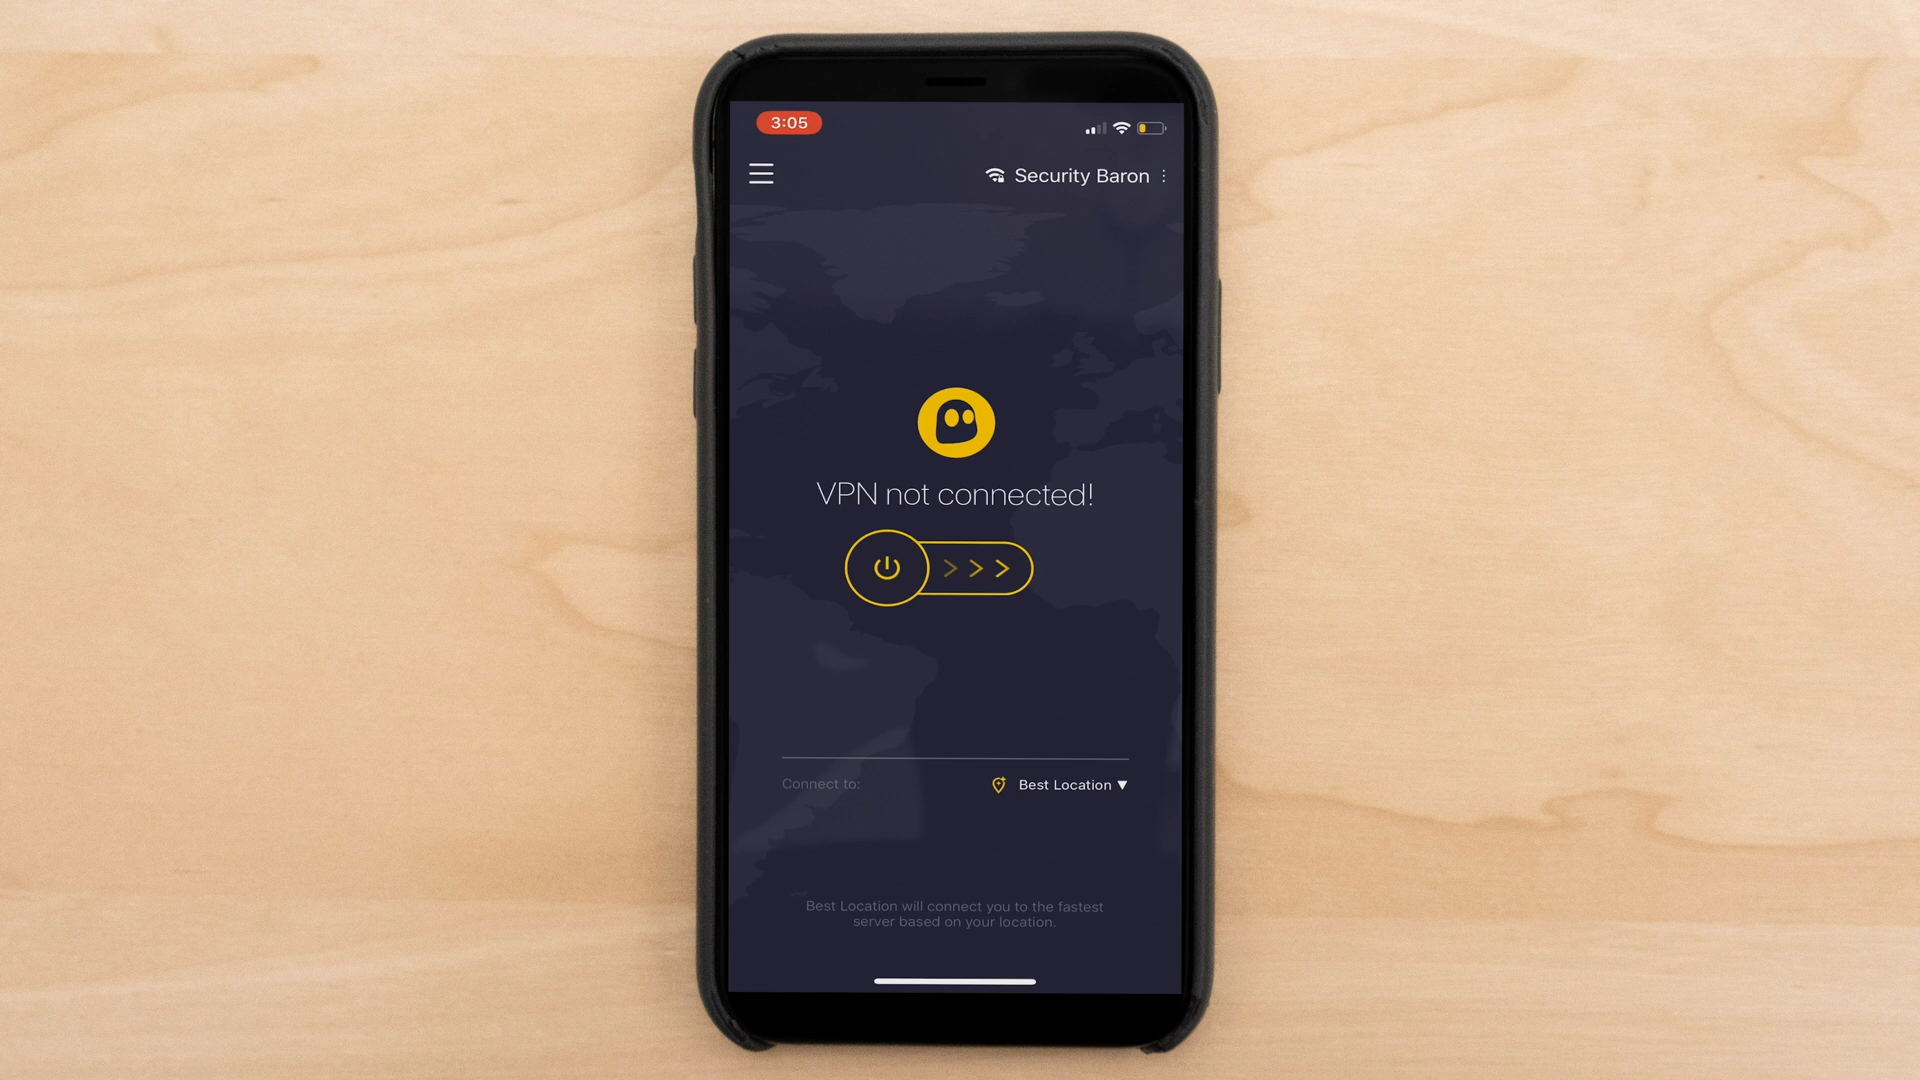 3:05
Security Baron
VPN not connected!
Connect to:
Best Location
Best Location will connect you to the fastest
server based on your location.